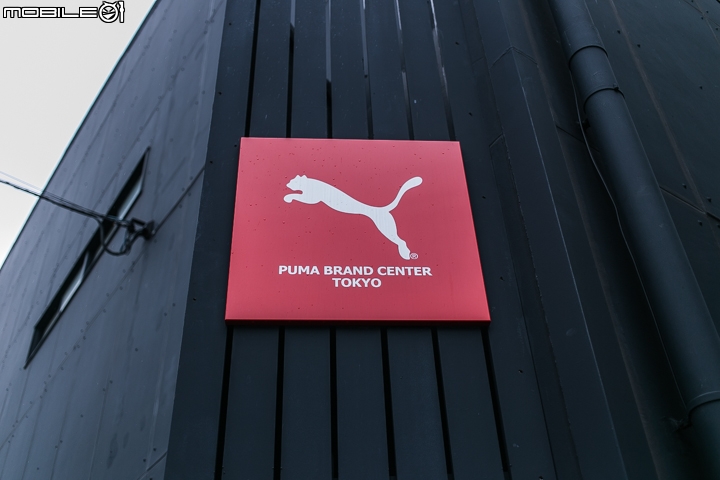 MOBILE01
PUMA BRAND CENTER
TOKYO
®